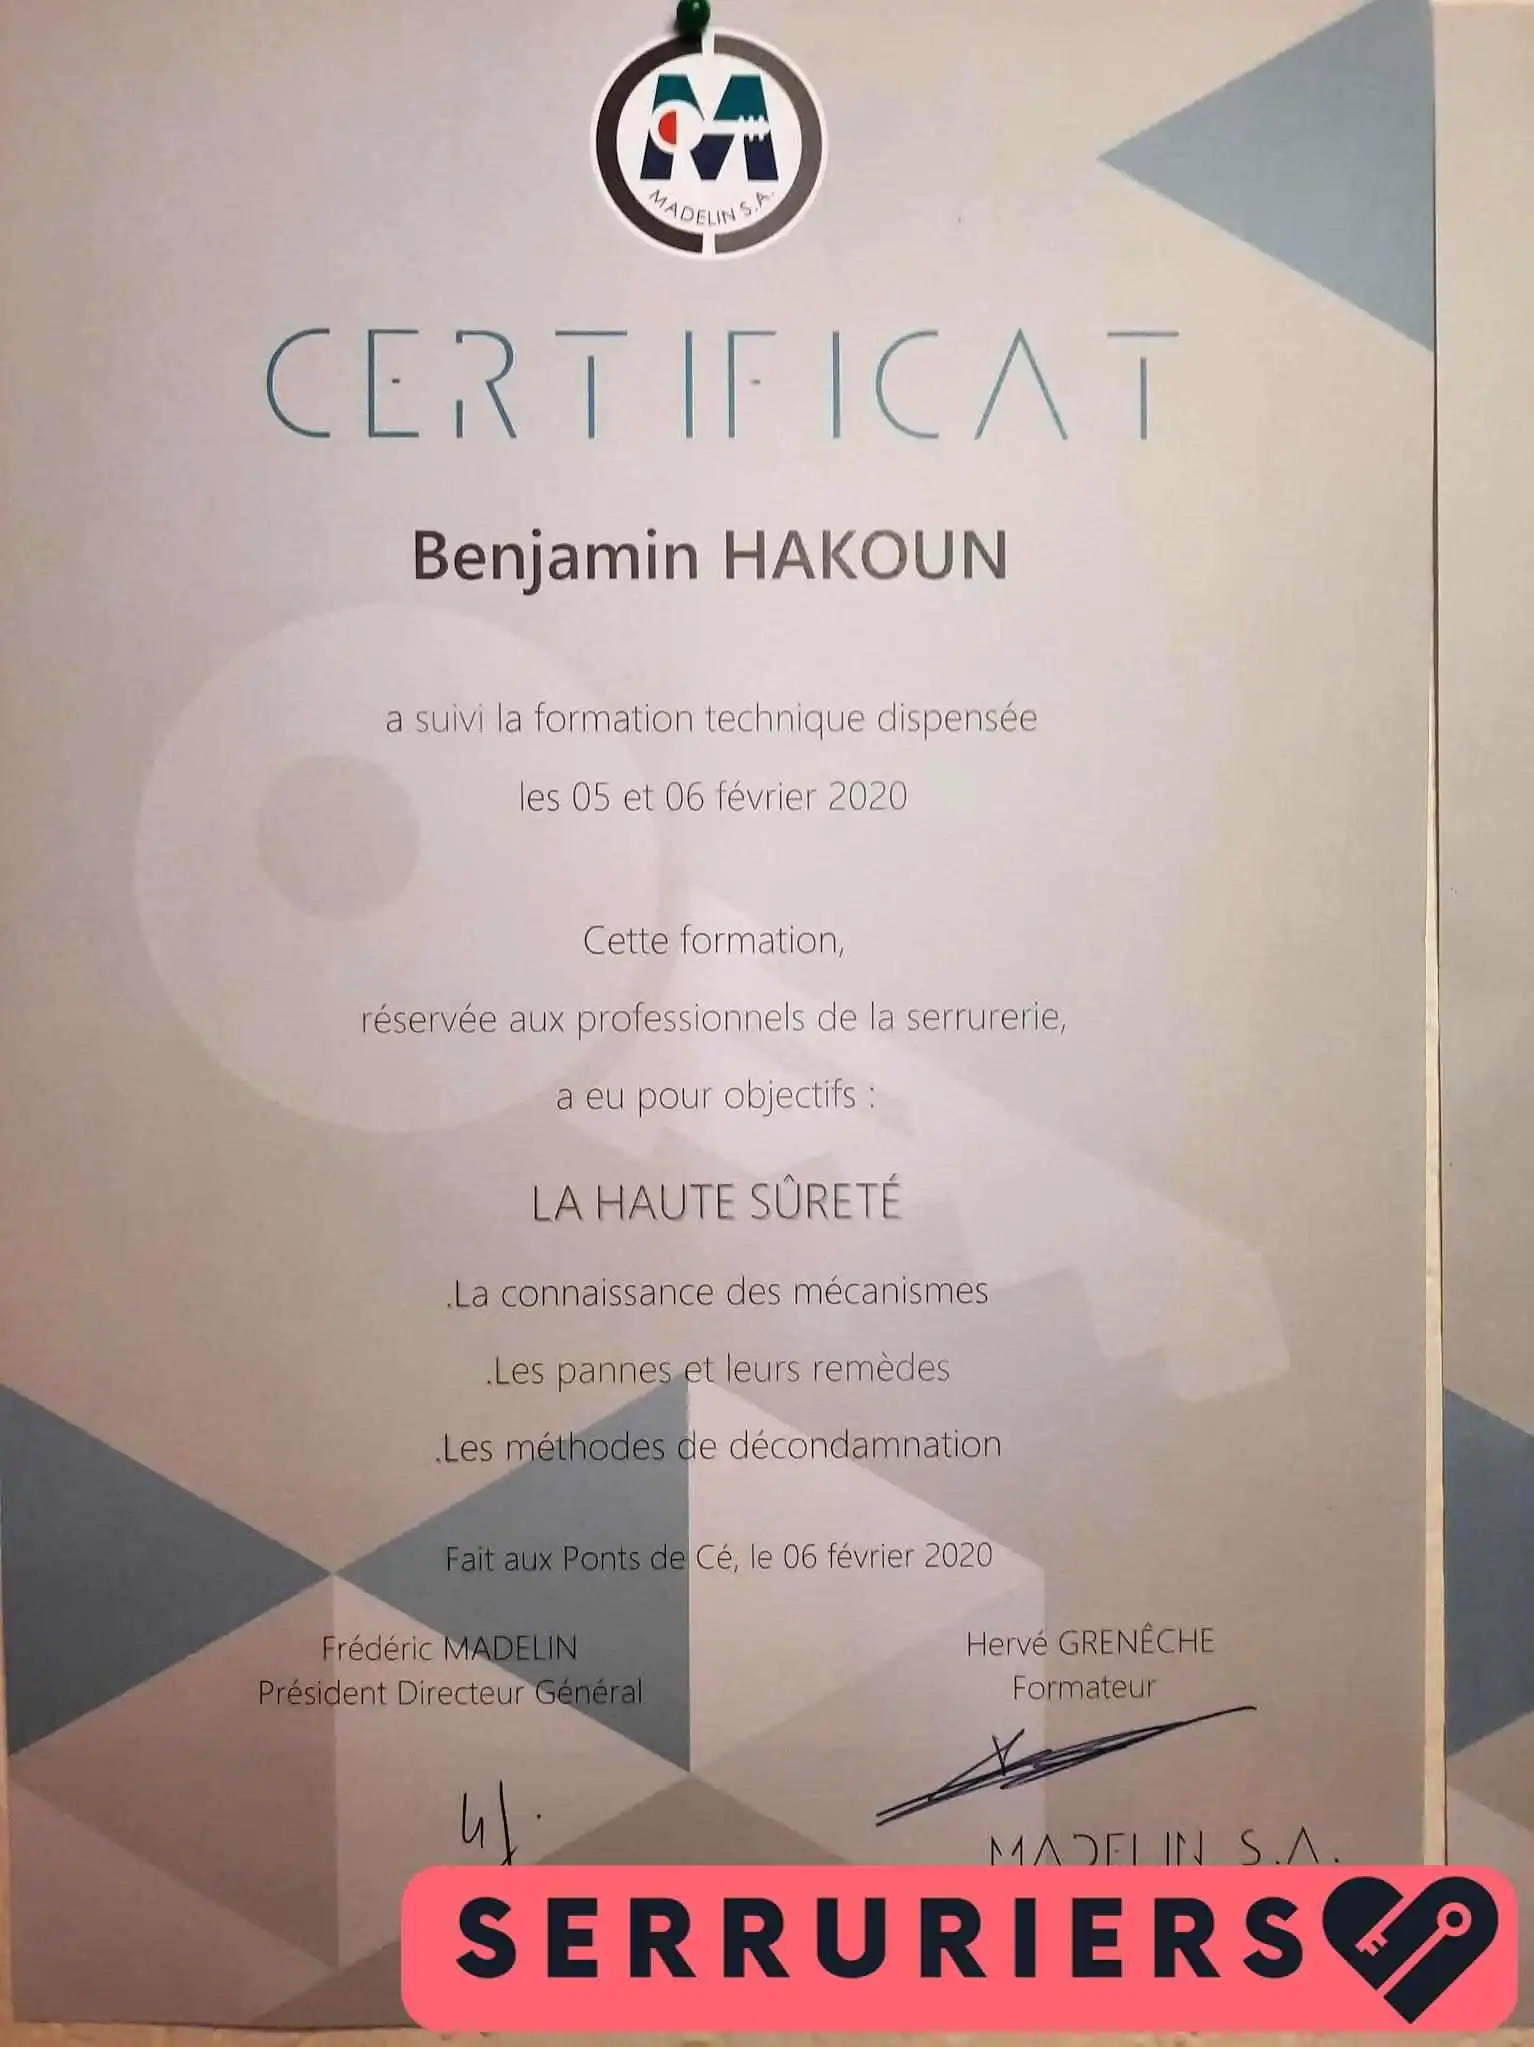 MADELIN S.A.
CERTIFICAT
Benjamin HAKOUN
a suivi la formation technique dispensée
les 05 et 06 février 2020
Cette formation,
réservée aux professionnels de la serrurerie,
a eu pour objectifs :
LA HAUTE SÛRETÉ
.La connaissance des mécanismes
.Les pannes et leurs remèdes
.Les méthodes de décondamnation
Fait aux Ponts de Cé, le 06 février 2020
Frédéric MADELIN
Président Directeur Général
Hervé GRENÊCHE
Formateur
MADELIN S.A.
SERRURIERS